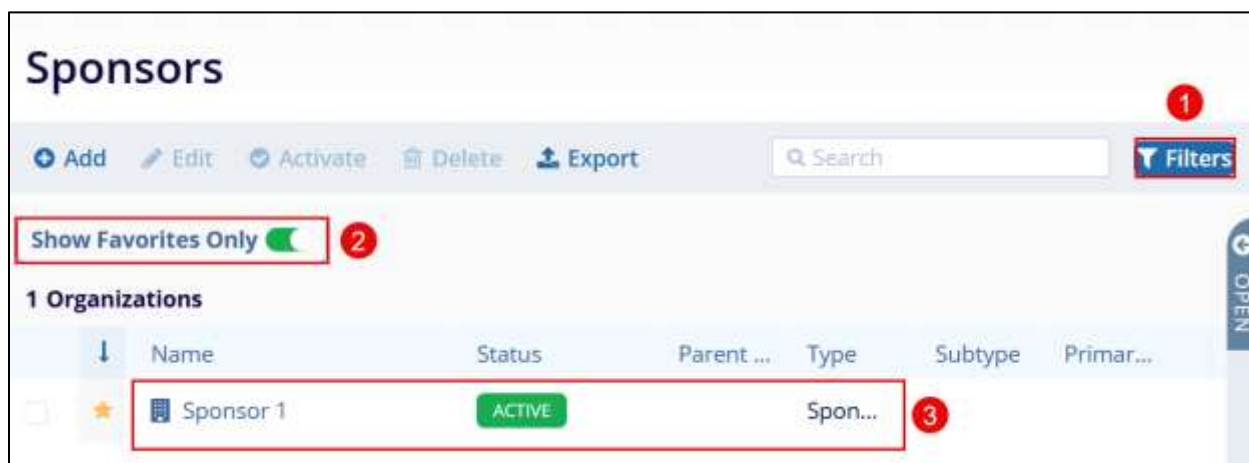 Sponsors
1
Add Edit Activate Delete Export Search Filters
Show Favorites Only 2
OPEN
1 Organizations
Name Status Parent ... Type Subtype Primar...
Sponsor 1 ACTIVE Spon... 3